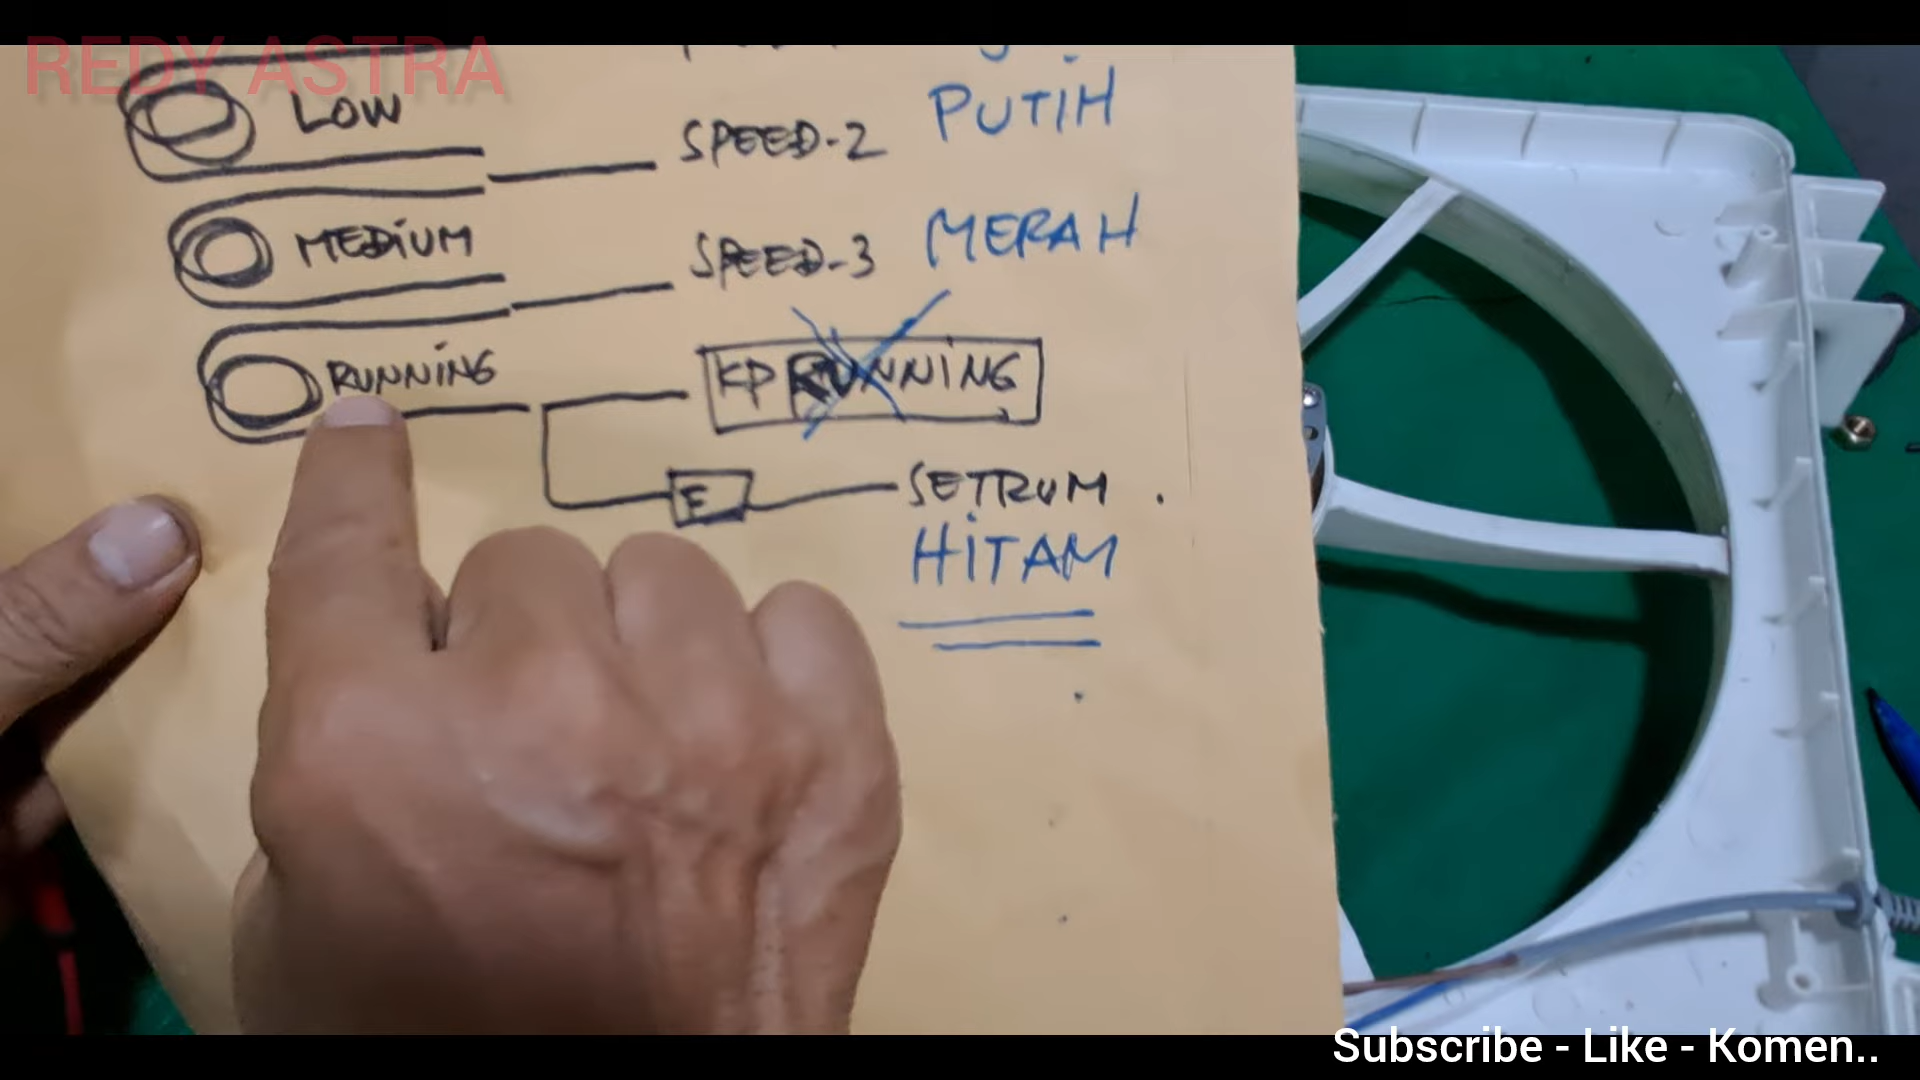 REDY ASTRA
PUTIH
LOW
SPEED-2
MERAH
MEDIUM
SPEED-3
RUNNING
KP RUNNING
F
SETRUM .
HITAM
Subscribe - Like - Komen..